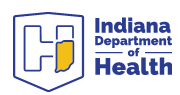 Indiana
Department
of
Health